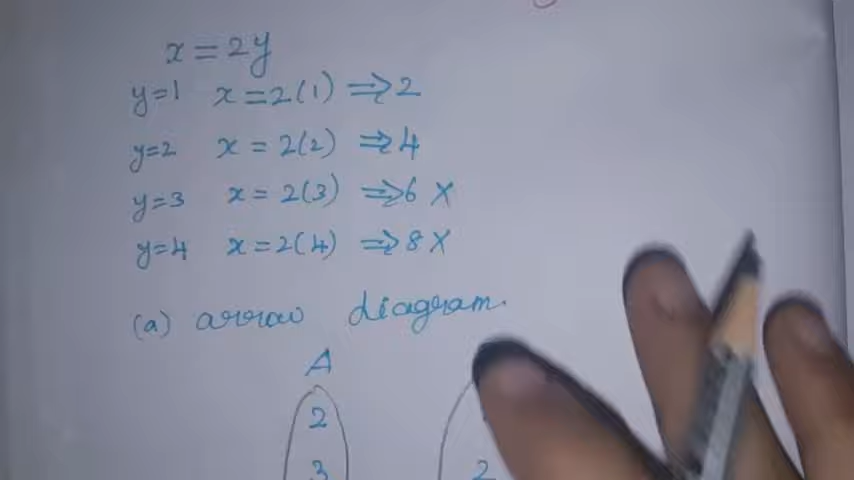 x = 2y
y=1 x = 2(1) ⇒ 2
y=2 x = 2(2) ⇒ 4
y=3 x = 2(3) ⇒ 6 X
y=4 x = 2(4) ⇒ 8 X
(a) arrow diagram.
A
2
3 2